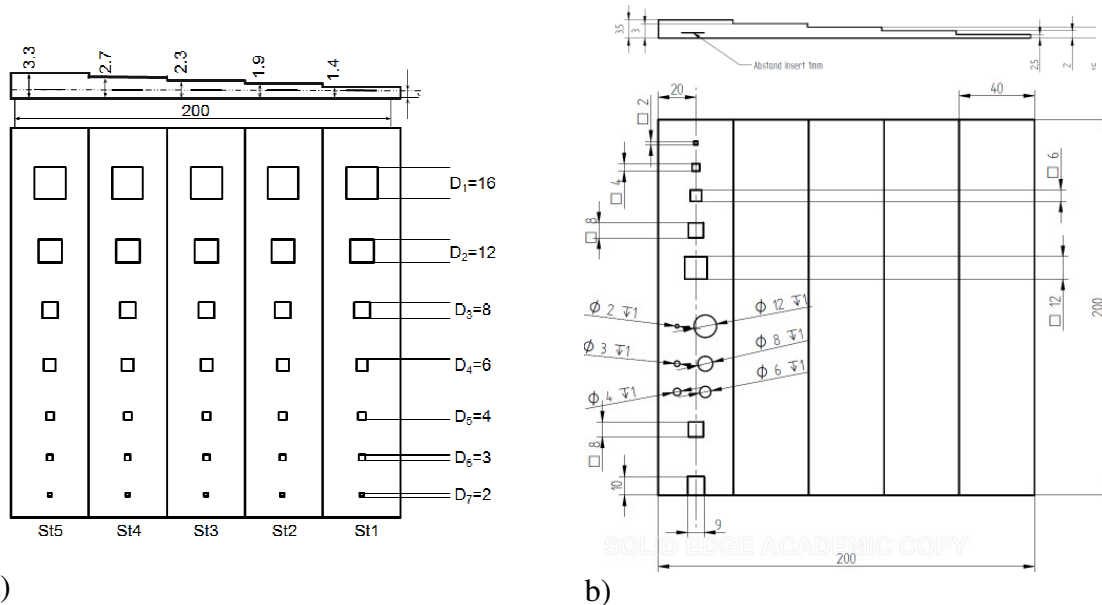 3.3
2.7
2.3
1.9
1.4
200
D₁=16
D₂=12
D₃=8
D₄=6
D₅=4
D₆=3
D₇=2
St5 St4 St3 St2 St1
)
3.5
3
Abstand Insert 1mm
2.5
2
20
40
□ 2
□ 4
□ 6
□ 8
□ 12
200
ϕ 2 ↧1
ϕ 12 ↧1
ϕ 3 ↧1
ϕ 8 ↧1
ϕ 4 ↧1
ϕ 6 ↧1
□ 8
10
9
SOLID EDGE ACADEMIC COPY
200
b)